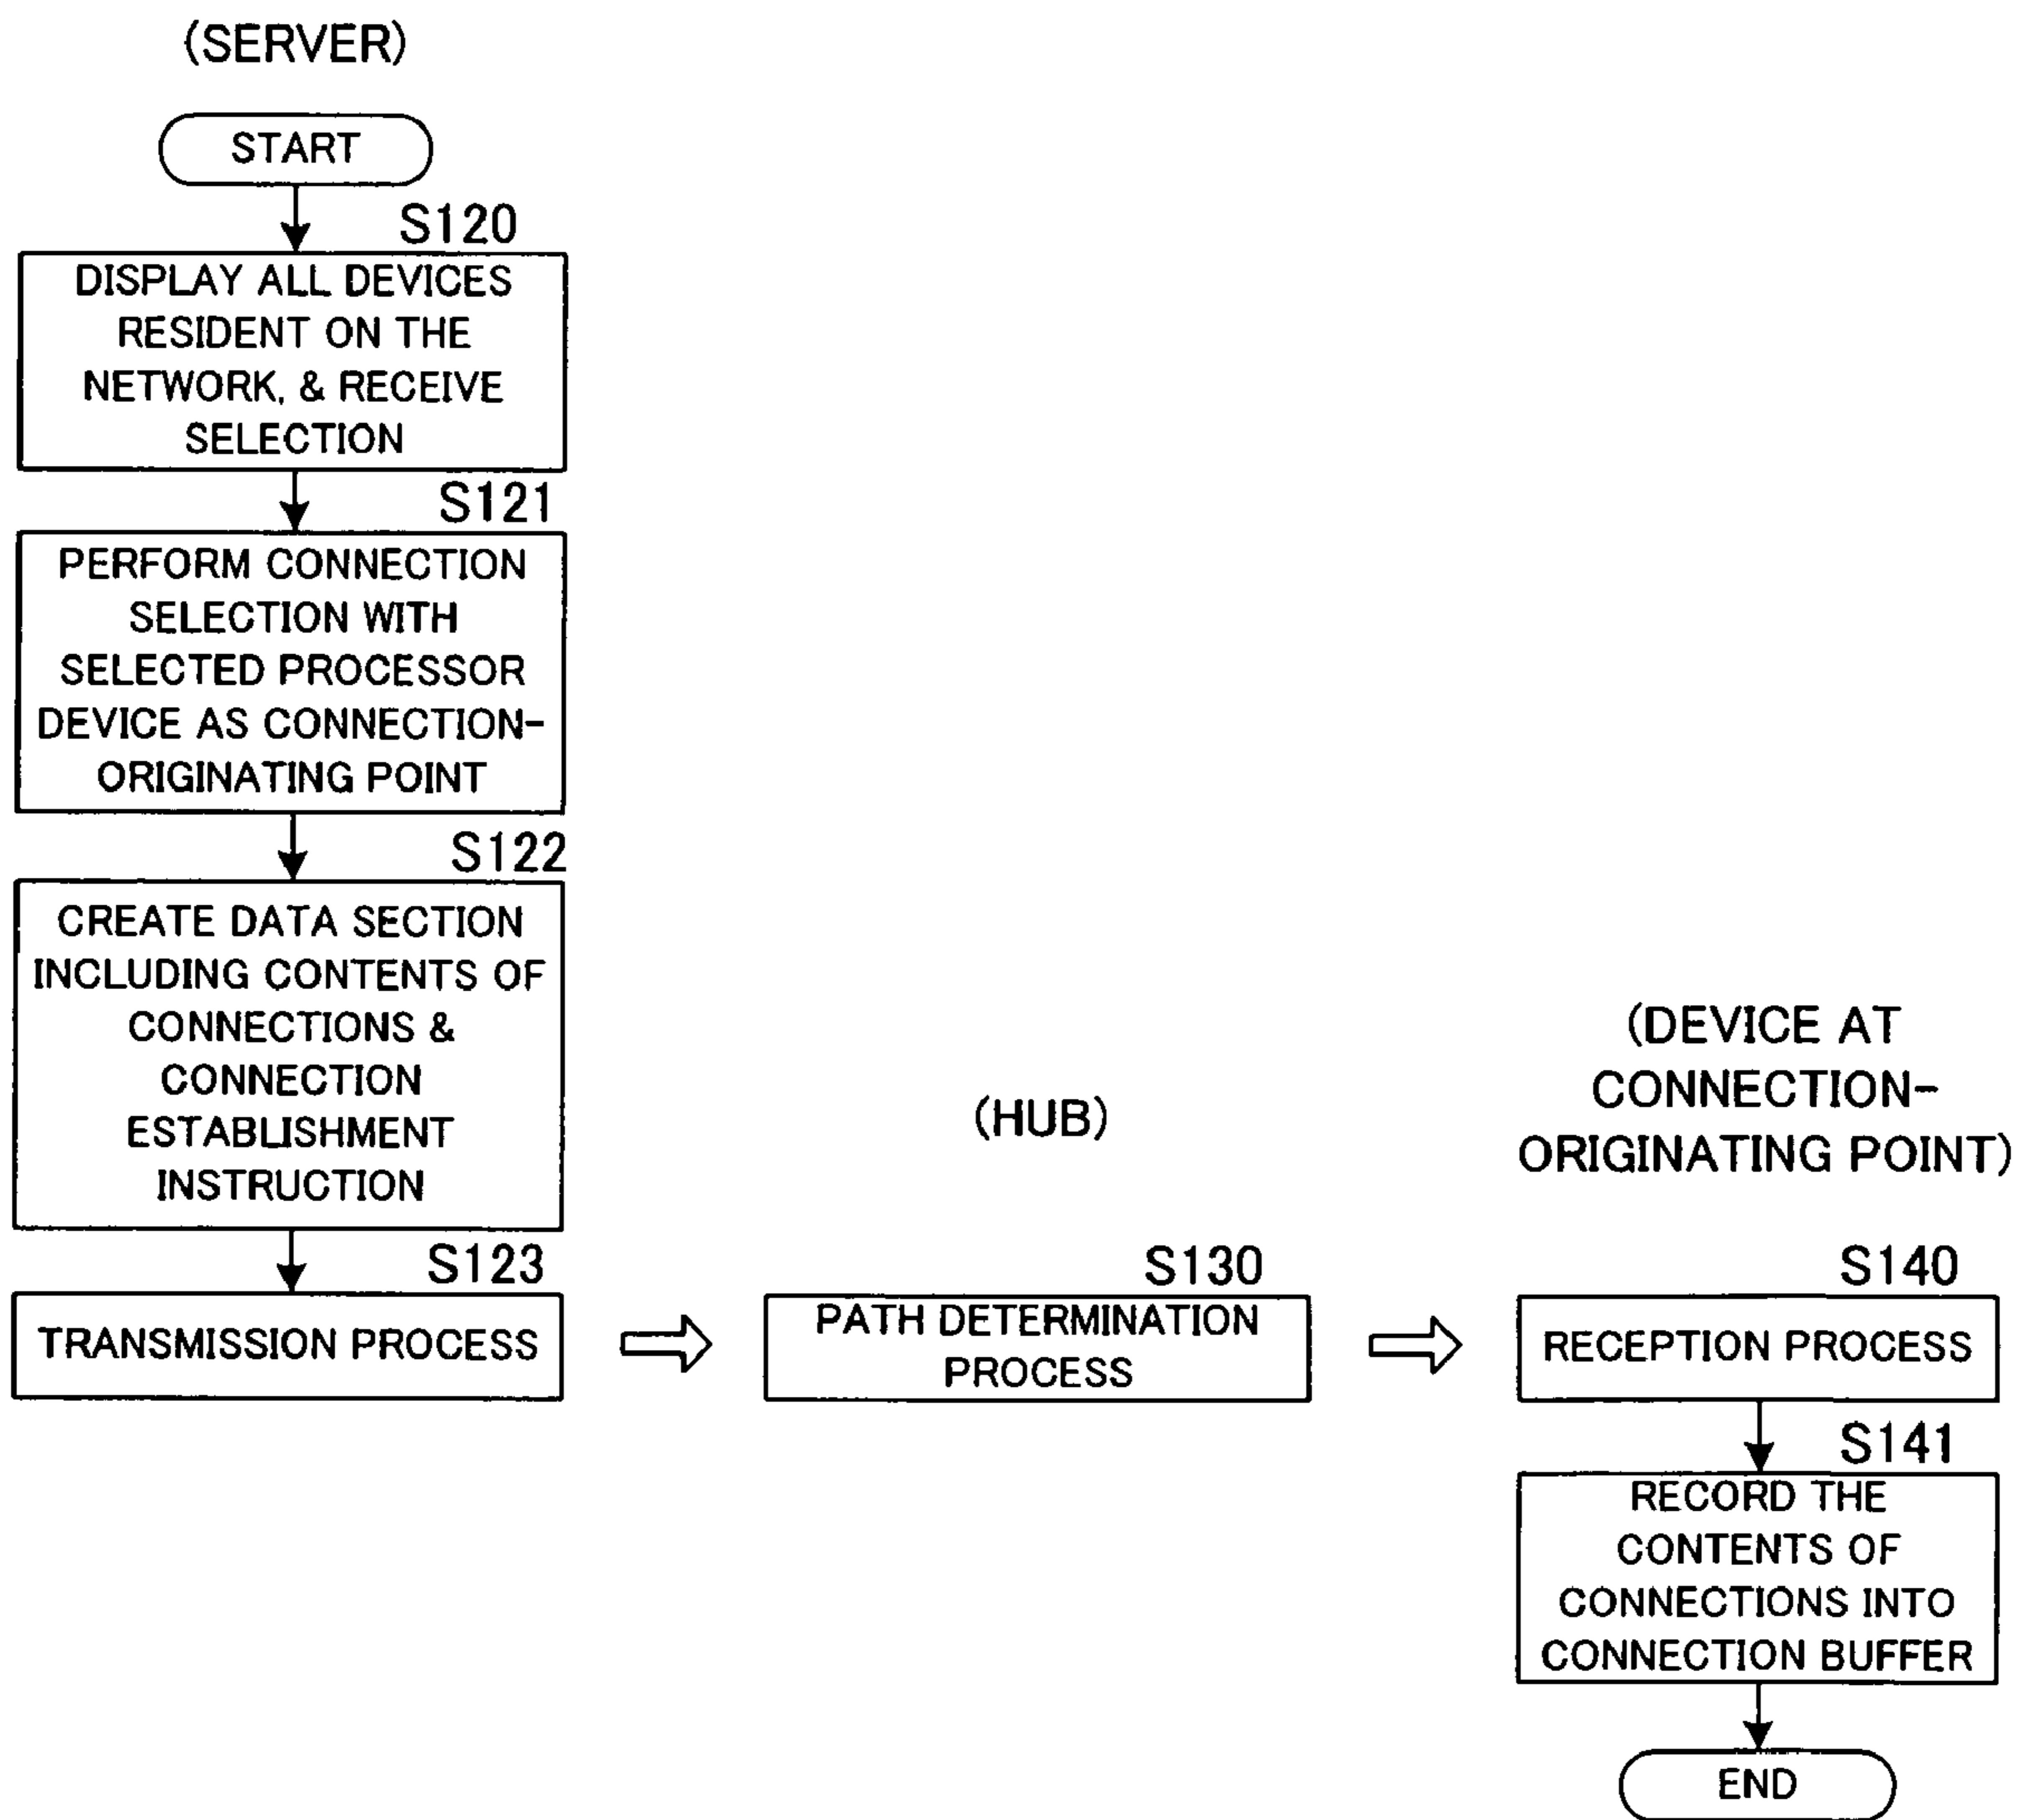 (SERVER)
START
S120
DISPLAY ALL DEVICES
RESIDENT ON THE
NETWORK, & RECEIVE
SELECTION
S121
PERFORM CONNECTION
SELECTION WITH
SELECTED PROCESSOR
DEVICE AS CONNECTION-
ORIGINATING POINT
S122
CREATE DATA SECTION
INCLUDING CONTENTS OF
CONNECTIONS &
CONNECTION
ESTABLISHMENT
INSTRUCTION
S123
TRANSMISSION PROCESS
(HUB)
S130
PATH DETERMINATION
PROCESS
(DEVICE AT
CONNECTION-
ORIGINATING POINT)
S140
RECEPTION PROCESS
S141
RECORD THE
CONTENTS OF
CONNECTIONS INTO
CONNECTION BUFFER
END